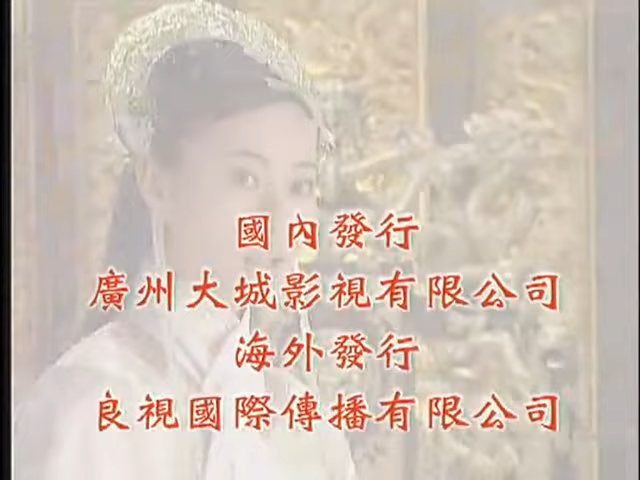 國內發行
廣州大城影視有限公司
海外發行
良視國際傳播有限公司